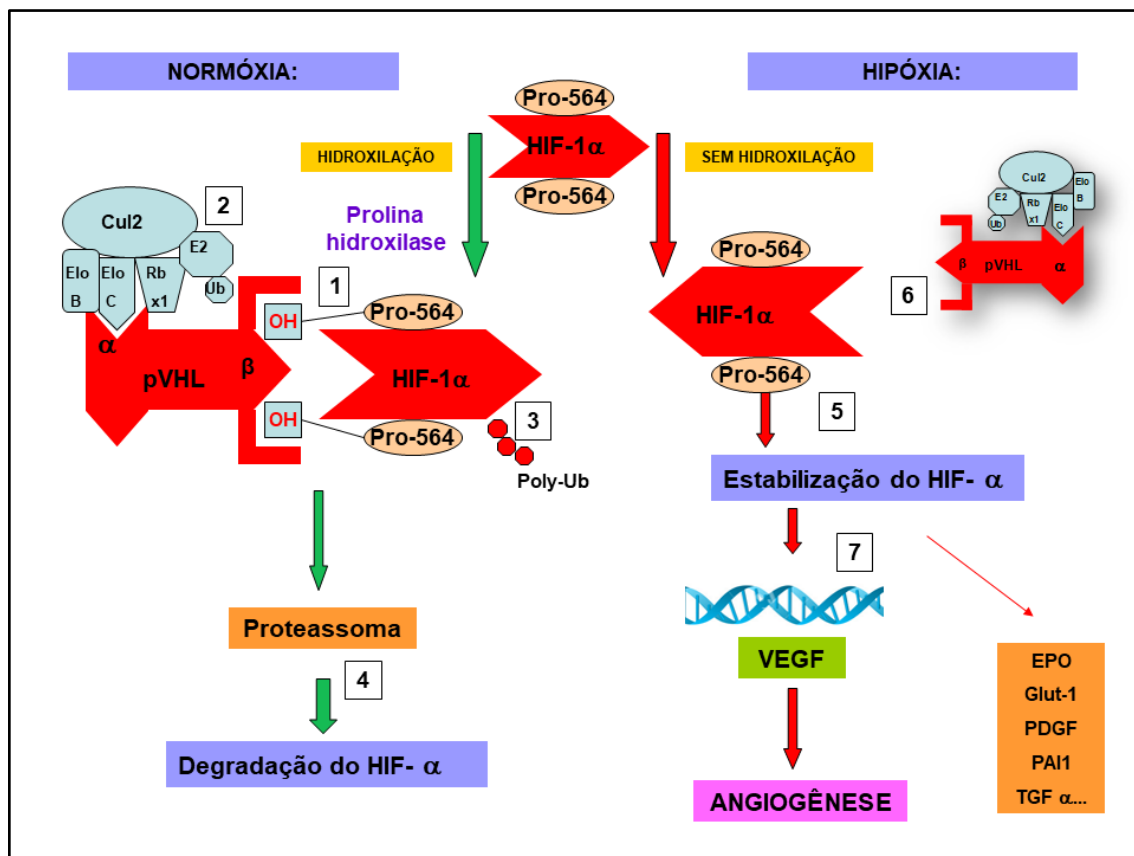 NORMÓXIA:
HIPÓXIA:
Pro-564
HIF-1α
Pro-564
HIDROXILAÇÃO
SEM HIDROXILAÇÃO
Prolina
hidroxilase
2
Cul2
E2
Ub
Elo
B
Elo
C
Rb
x1
α
pVHL
β
1
OH
Pro-564
HIF-1α
OH
Pro-564
3
Poly-Ub
Proteassoma
4
Degradação do HIF- α
Cul2
Elo
B
E2
Ub
Rb
x1
Elo
C
β
pVHL
α
6
Pro-564
HIF-1α
Pro-564
5
Estabilização do HIF- α
7
VEGF
ANGIOGÊNESE
EPO
Glut-1
PDGF
PAI1
TGF α...